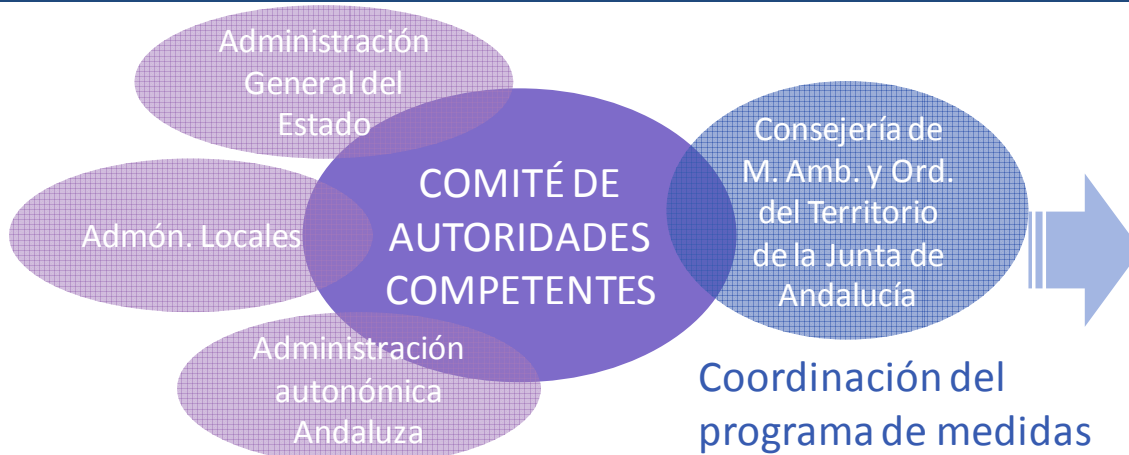 Administración
General del
Estado
Admón. Locales
Administración
autonómica
Andaluza
COMITÉ DE
AUTORIDADES
COMPETENTES
Consejería de
M. Amb. y Ord.
del Territorio
de la Junta de
Andalucía
Coordinación del
programa de medidas